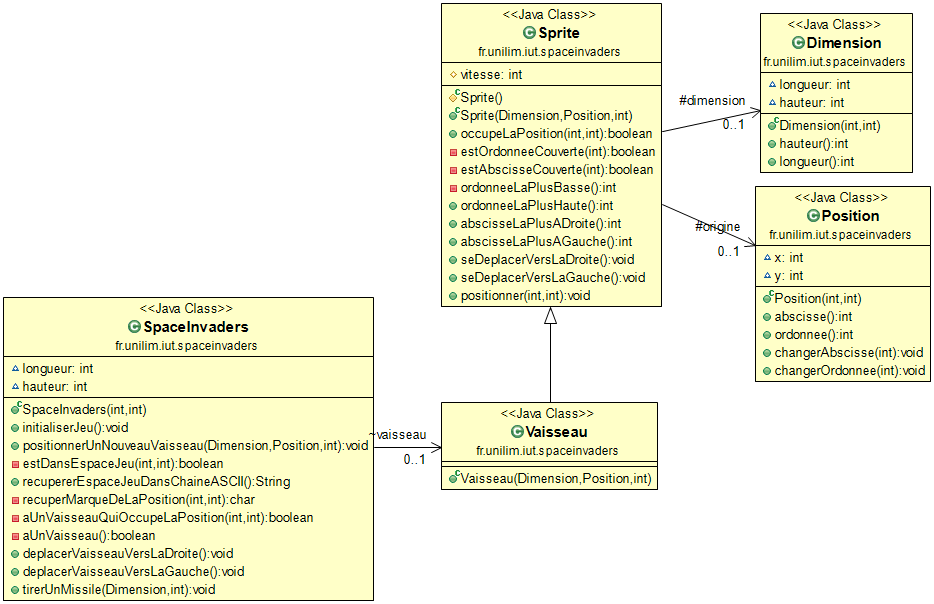 <<Java Class>>
Sprite
fr.unilim.iut.spaceinvaders
vitesse: int
Sprite()
Sprite(Dimension,Position,int)
occupeLaPosition(int,int):boolean
estOrdonneeCouverte(int):boolean
estAbscisseCouverte(int):boolean
ordonneeLaPlusBasse():int
ordonneeLaPlusHaute():int
abscisseLaPlusADroite():int
abscisseLaPlusAGauche():int
seDeplacerVersLaDroite():void
seDeplacerVersLaGauche():void
positionner(int,int):void
#dimension
0..1
<<Java Class>>
Dimension
fr.unilim.iut.spaceinvaders
longueur: int
hauteur: int
Dimension(int,int)
hauteur():int
longueur():int
#origine
0..1
<<Java Class>>
Position
fr.unilim.iut.spaceinvaders
x: int
y: int
Position(int,int)
abscisse():int
ordonnee():int
changerAbscisse(int):void
changerOrdonnee(int):void
<<Java Class>>
SpaceInvaders
fr.unilim.iut.spaceinvaders
longueur: int
hauteur: int
SpaceInvaders(int,int)
initialiserJeu():void
positionnerUnNouveauVaisseau(Dimension,Position,int):void
estDansEspaceJeu(int,int):boolean
recupererEspaceJeuDansChaineASCII():String
recuperMarqueDeLaPosition(int,int):char
aUnVaisseauQuiOccupeLaPosition(int,int):boolean
aUnVaisseau():boolean
deplacerVaisseauVersLaDroite():void
deplacerVaisseauVersLaGauche():void
tirerUnMissile(Dimension,int):void
~vaisseau
0..1
<<Java Class>>
Vaisseau
fr.unilim.iut.spaceinvaders
Vaisseau(Dimension,Position,int)